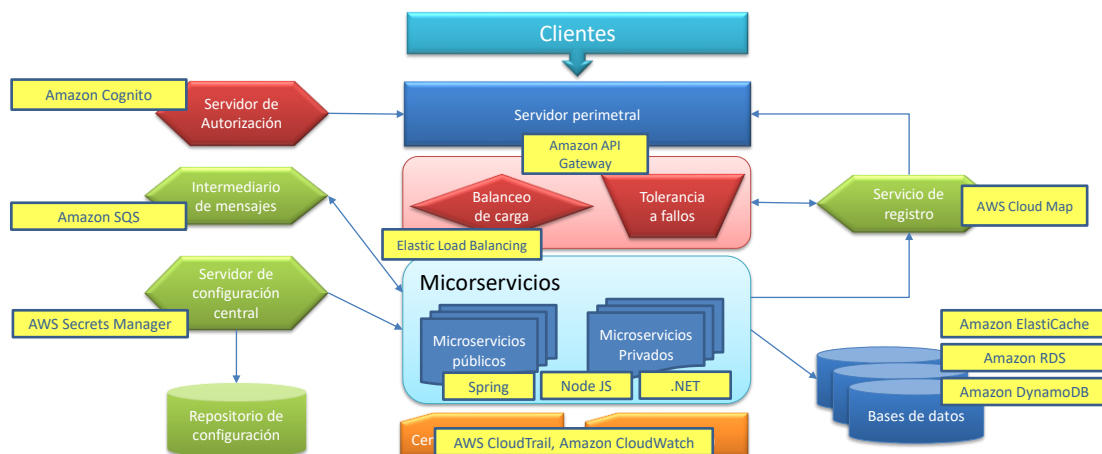 Clientes
Amazon Cognito
Servidor de
Autorización
Servidor perimetral
Amazon API
Gateway
Intermediario
de mensajes
Amazon SQS
Balanceo
de carga
Tolerancia
a fallos
Elastic Load Balancing
Servicio de
registro
AWS Cloud Map
Servidor de
configuración
central
AWS Secrets Manager
Micorservicios
Microservicios
públicos
Microservicios
Privados
Spring
Node JS
.NET
Amazon ElastiCache
Amazon RDS
Amazon DynamoDB
Bases de datos
Repositorio de
configuración
AWS CloudTrail, Amazon CloudWatch